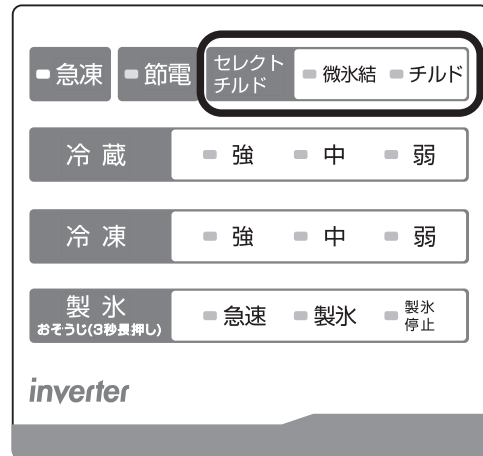 急凍 節電 セレクト
チルド 微氷結 チルド
冷蔵 強 中 弱
冷凍 強 中 弱
製氷
おそうじ(3秒長押し) 急速 製氷 製氷
停止
inverter